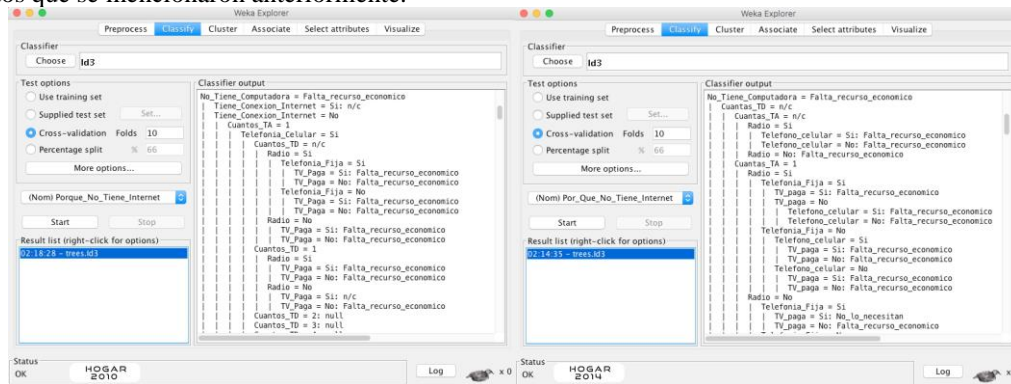 os que se mencionaron anteriormente.
Weka Explorer
Preprocess Classify Cluster Associate Select attributes Visualize
Classifier
Choose Id3
Test options
Use training set
Supplied test set Set...
Cross-validation Folds 10
Percentage split % 66
More options...
(Nom) Porque_No_Tiene_Internet
Start Stop
Result list (right-click for options)
02:18:28 - trees.Id3
Classifier output
No_Tiene_Computadora = Falta_recurso_economico
| Tiene_Conexion_Internet = Si: n/c
| Tiene_Conexion_Internet = No
| | Cuantos_TA = 1
| | | Telefonia_Celular = Si
| | | | Cuantos_TD = n/c
| | | | | Radio = Si
| | | | | | Telefonia_Fija = Si
| | | | | | | TV_Paga = Si: Falta_recurso_economico
| | | | | | | TV_Paga = No: Falta_recurso_economico
| | | | | | Telefonia_Fija = No
| | | | | | | TV_Paga = Si: Falta_recurso_economico
| | | | | | | TV_Paga = No: Falta_recurso_economico
| | | | | Radio = No
| | | | | | TV_Paga = Si: Falta_recurso_economico
| | | | | | TV_Paga = No: Falta_recurso_economico
| | | | Cuantos_TD = 1
| | | | | Radio = Si
| | | | | | TV_Paga = Si: Falta_recurso_economico
| | | | | | TV_Paga = No: Falta_recurso_economico
| | | | | Radio = No
| | | | | | TV_Paga = Si: n/c
| | | | | | TV_Paga = No: Falta_recurso_economico
| | | | Cuantos_TD = 2: null
| | | | Cuantos_TD = 3: null
Status
OK
HOGAR
2010
Log
x 0
Weka Explorer
Preprocess Classify Cluster Associate Select attributes Visualize
Classifier
Choose Id3
Test options
Use training set
Supplied test set Set...
Cross-validation Folds 10
Percentage split % 66
More options...
(Nom) Por_Que_No_Tiene_Internet
Start Stop
Result list (right-click for options)
02:14:35 - trees.Id3
Classifier output
No_Tiene_Computadora = Falta_recurso_economico
| Cuantas_TD = n/c
| | Cuantas_TA = n/c
| | | Radio = Si
| | | | Telefono_celular = Si: Falta_recurso_economico
| | | | Telefono_celular = No: Falta_recurso_economico
| | | Radio = No: Falta_recurso_economico
| | Cuantas_TA = 1
| | | Radio = Si
| | | | Telefonia_Fija = Si
| | | | | TV_paga = Si: Falta_recurso_economico
| | | | | TV_paga = No
| | | | | | Telefono_celular = Si: Falta_recurso_economico
| | | | | | Telefono_celular = No: Falta_recurso_economico
| | | | Telefonia_Fija = No
| | | | | Telefono_celular = Si
| | | | | | TV_paga = Si: Falta_recurso_economico
| | | | | | TV_paga = No: Falta_recurso_economico
| | | | | Telefono_celular = No
| | | | | | TV_paga = Si: Falta_recurso_economico
| | | | | | TV_paga = No: Falta_recurso_economico
| | | Radio = No
| | | | Telefonia_Fija = Si
| | | | | TV_paga = Si: No_lo_necesitan
| | | | | TV_paga = No: Falta_recurso_economico
Status
OK
HOGAR
2014
Log
x